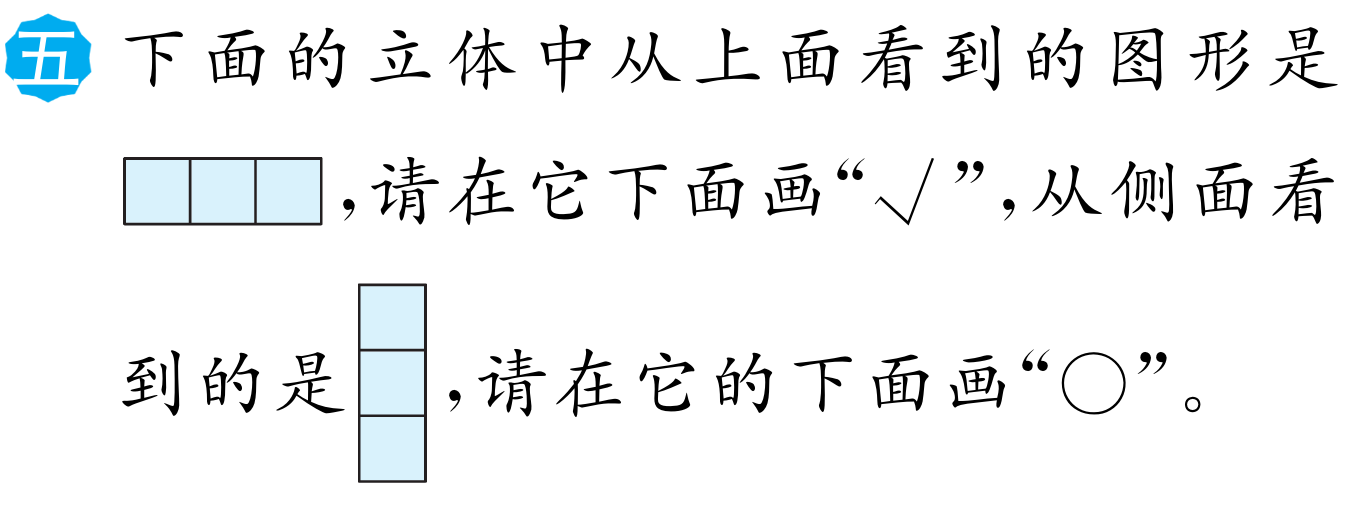 五 下面的立体中从上面看到的图形是
,请在它下面画“√”,从侧面看
到的是 ,请在它的下面画“○”。